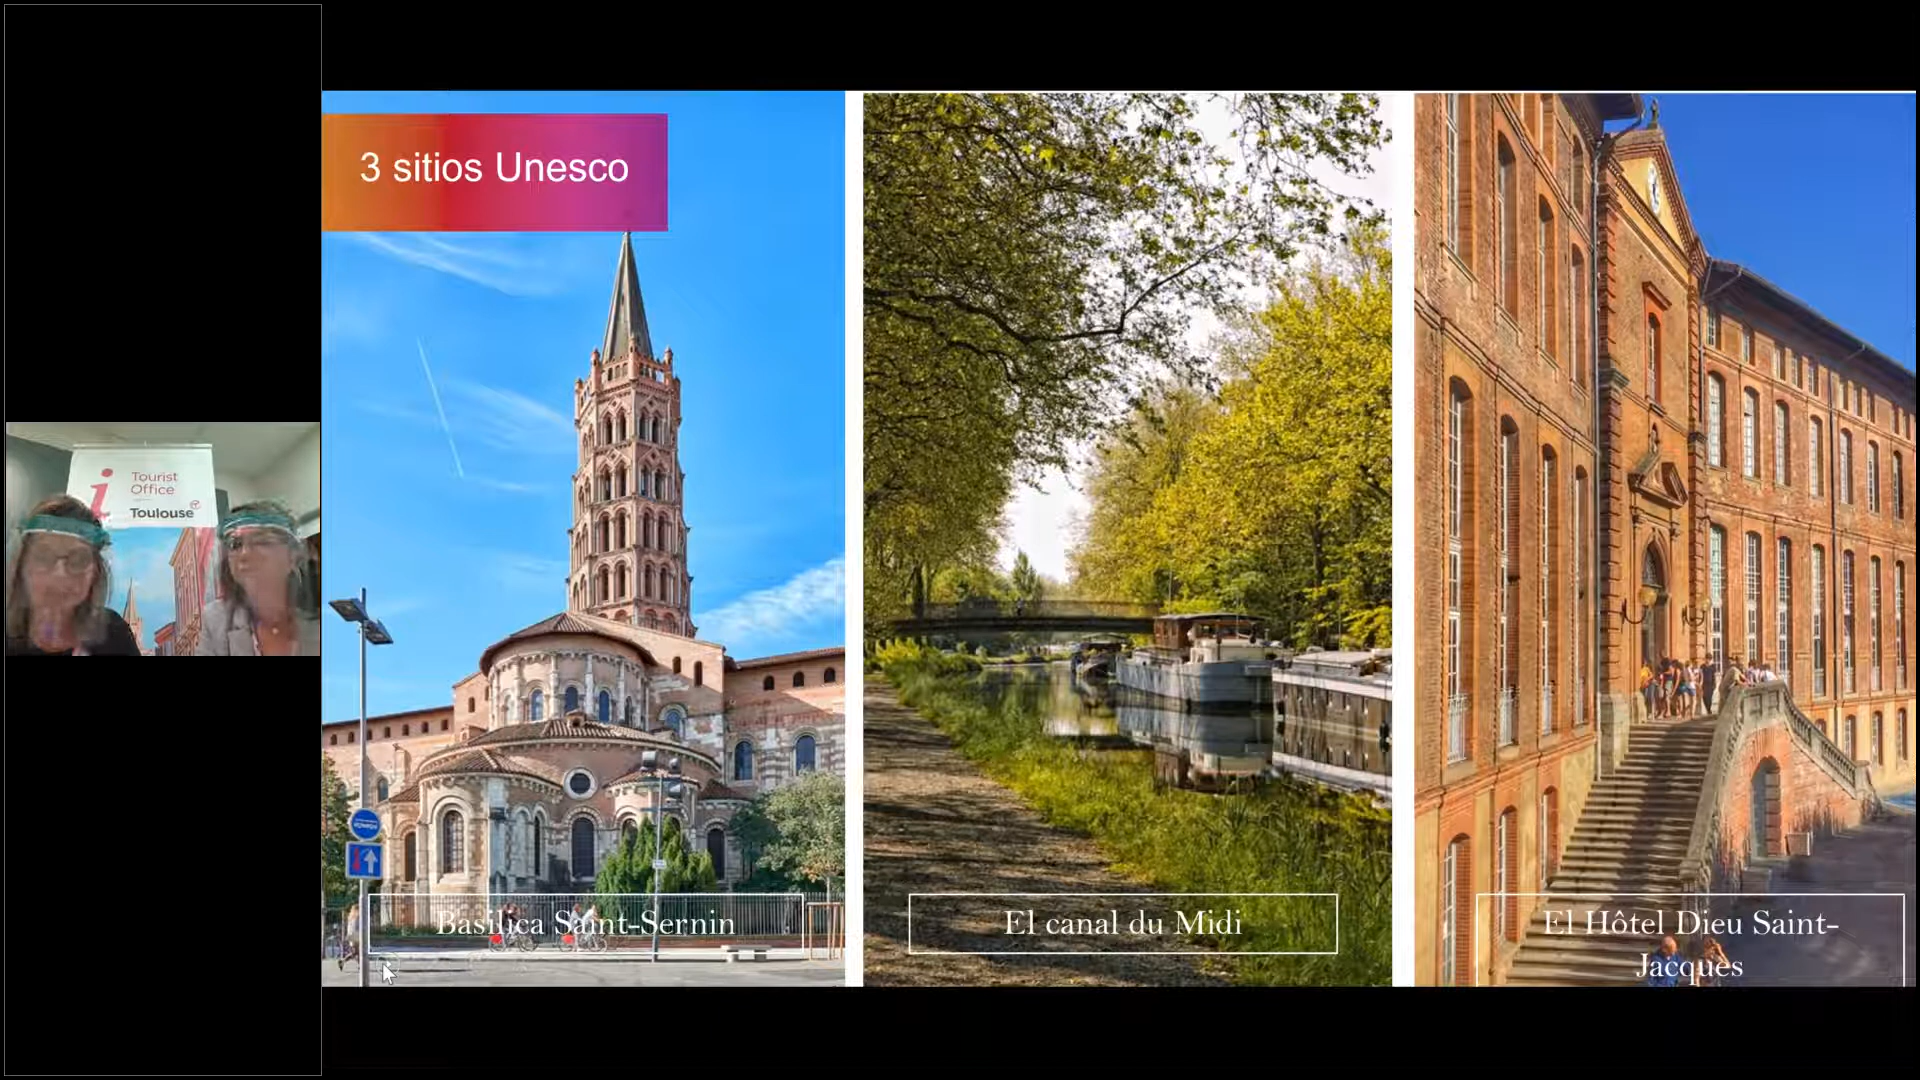 3 sitios Unesco
i
Tourist
Office
Toulouse
Basilica Saint-Sernin
El canal du Midi
El Hôtel Dieu Saint-
Jacques